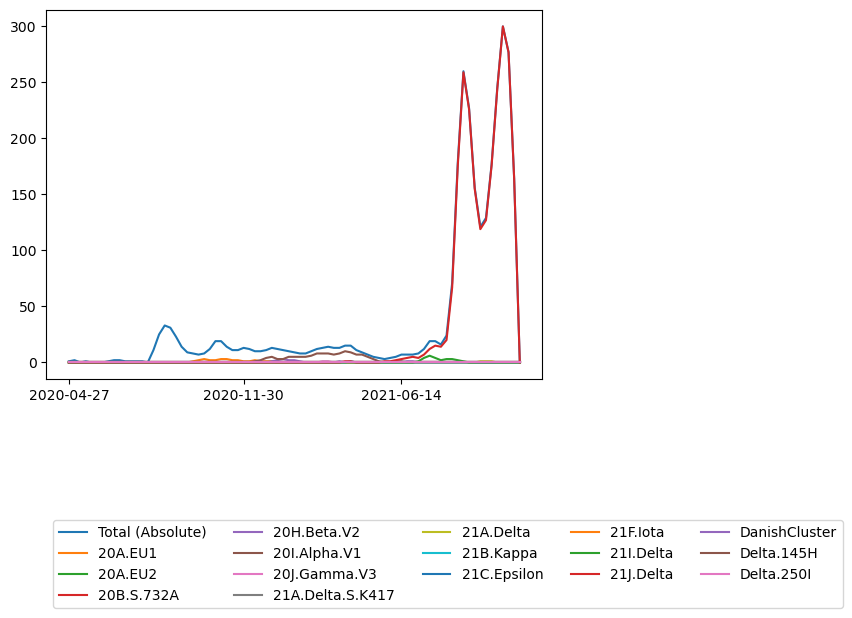 300
250
200
150
100
50
0
2020-04-27 2020-11-30 2021-06-14
Total (Absolute) 20H.Beta.V2 21A.Delta 21F.Iota DanishCluster
20A.EU1 20I.Alpha.V1 21B.Kappa 21I.Delta Delta.145H
20A.EU2 20J.Gamma.V3 21C.Epsilon 21J.Delta Delta.250I
20B.S.732A 21A.Delta.S.K417